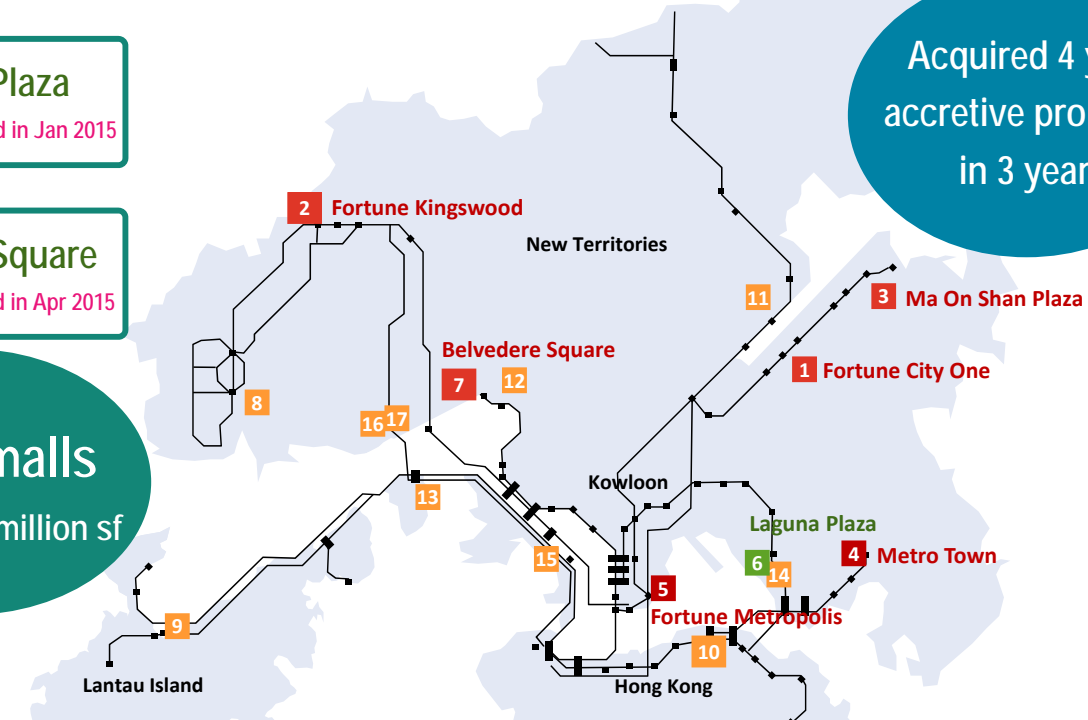 Plaza
d in Jan 2015
Square
d in Apr 2015
malls
million sf
Acquired 4
accretive
in 3
2 Fortune Kingswood
New Territories
11
3 Ma On Shan Plaza
Belvedere Square
7
12
1 Fortune City One
8
16
17
13
Kowloon
Laguna Plaza
15
6
14
4 Metro Town
5
Fortune Metropolis
9
10
Lantau Island
Hong Kong